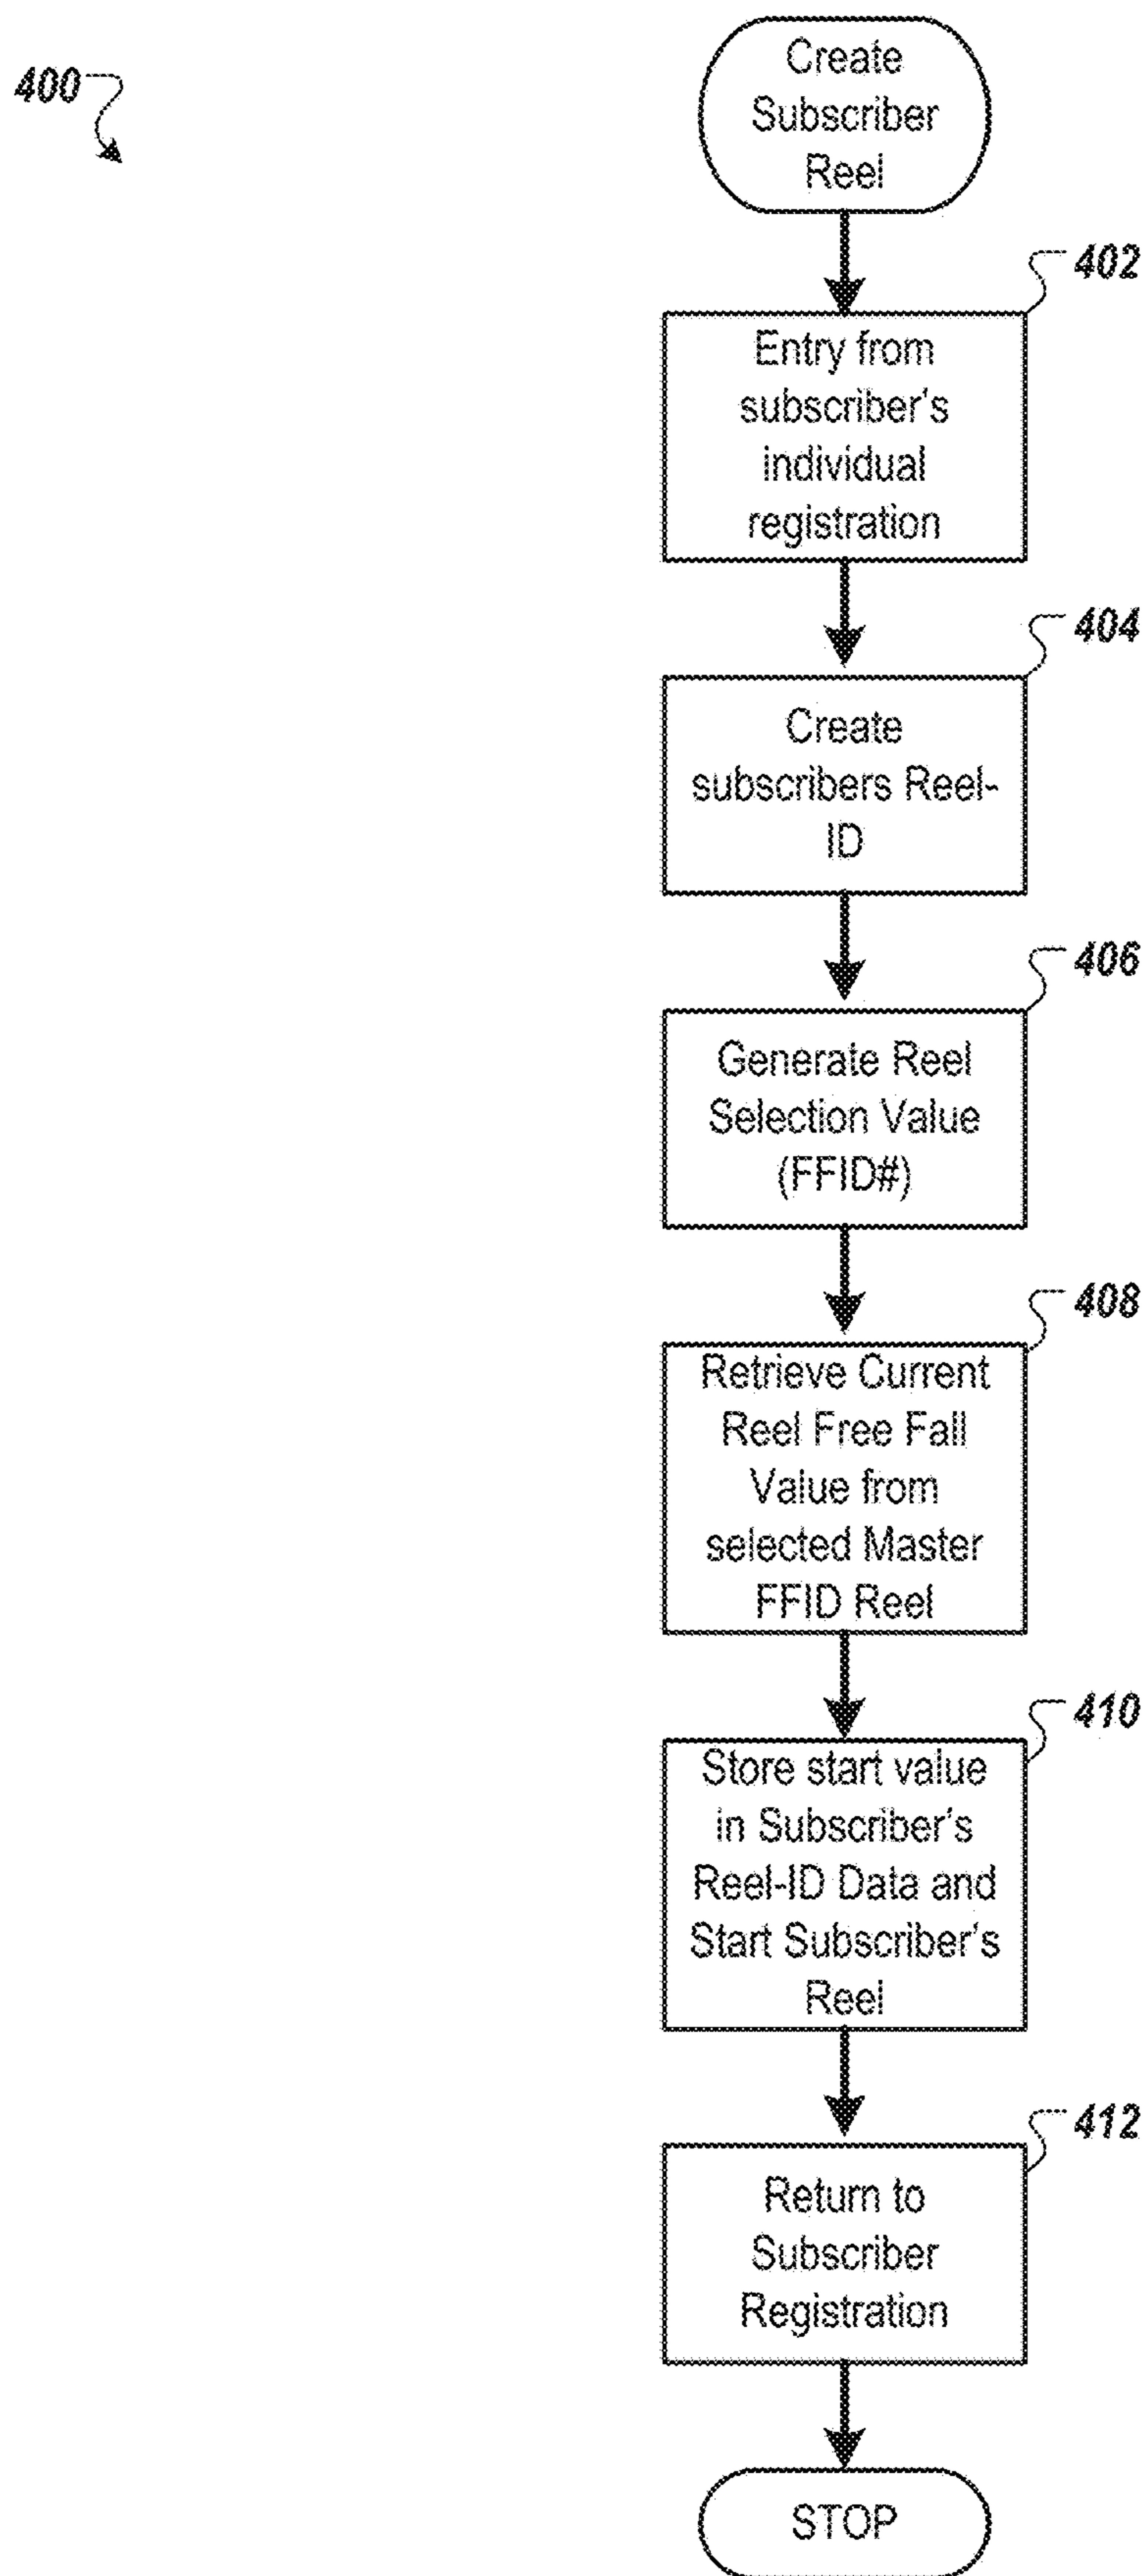 400
Create
Subscriber
Reel
402
Entry from
subscriber's
individual
registration
404
Create
subscribers Reel-
ID
406
Generate Reel
Selection Value
(FFID#)
408
Retrieve Current
Reel Free Fall
Value from
selected Master
FFID Reel
410
Store start value
in Subscriber's
Reel-ID Data and
Start Subscriber's
Reel
412
Return to
Subscriber
Registration
STOP